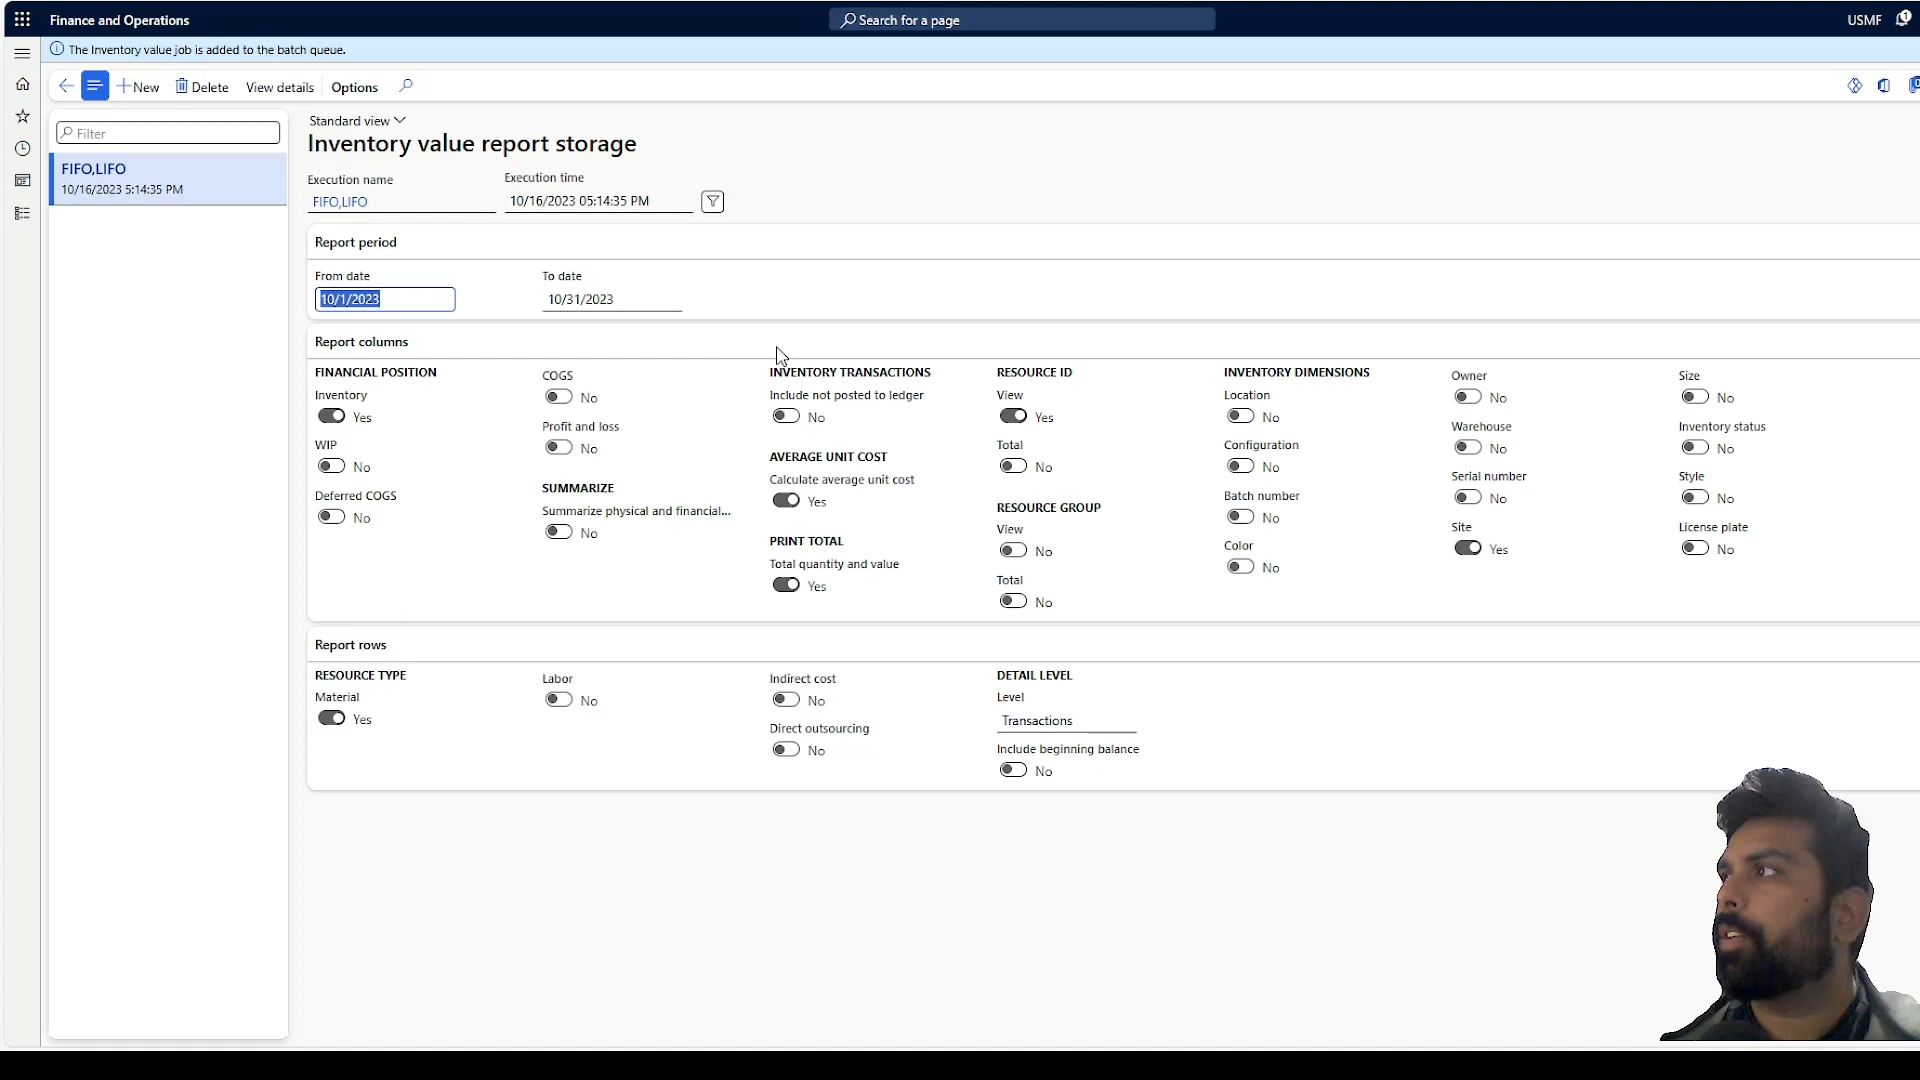 Finance and Operations
Search for a page
USMF
1
The Inventory value job is added to the batch queue.
New
Delete
View details
Options
Filter
FIFO,LIFO
10/16/2023 5:14:35 PM
Standard view
Inventory value report storage
Execution name
Execution time
FIFO,LIFO
10/16/2023 05:14:35 PM
Report period
From date
To date
10/1/2023
10/31/2023
Report columns
FINANCIAL POSITION
Inventory
Yes
WIP
No
Deferred COGS
No
COGS
No
Profit and loss
No
SUMMARIZE
Summarize physical and financial...
No
INVENTORY TRANSACTIONS
Include not posted to ledger
No
AVERAGE UNIT COST
Calculate average unit cost
Yes
PRINT TOTAL
Total quantity and value
Yes
RESOURCE ID
View
Yes
Total
No
RESOURCE GROUP
View
No
Total
No
INVENTORY DIMENSIONS
Location
No
Configuration
No
Batch number
No
Color
No
Owner
No
Warehouse
No
Serial number
No
Site
Yes
Size
No
Inventory status
No
Style
No
License plate
No
Report rows
RESOURCE TYPE
Material
Yes
Labor
No
Indirect cost
No
Direct outsourcing
No
DETAIL LEVEL
Level
Transactions
Include beginning balance
No